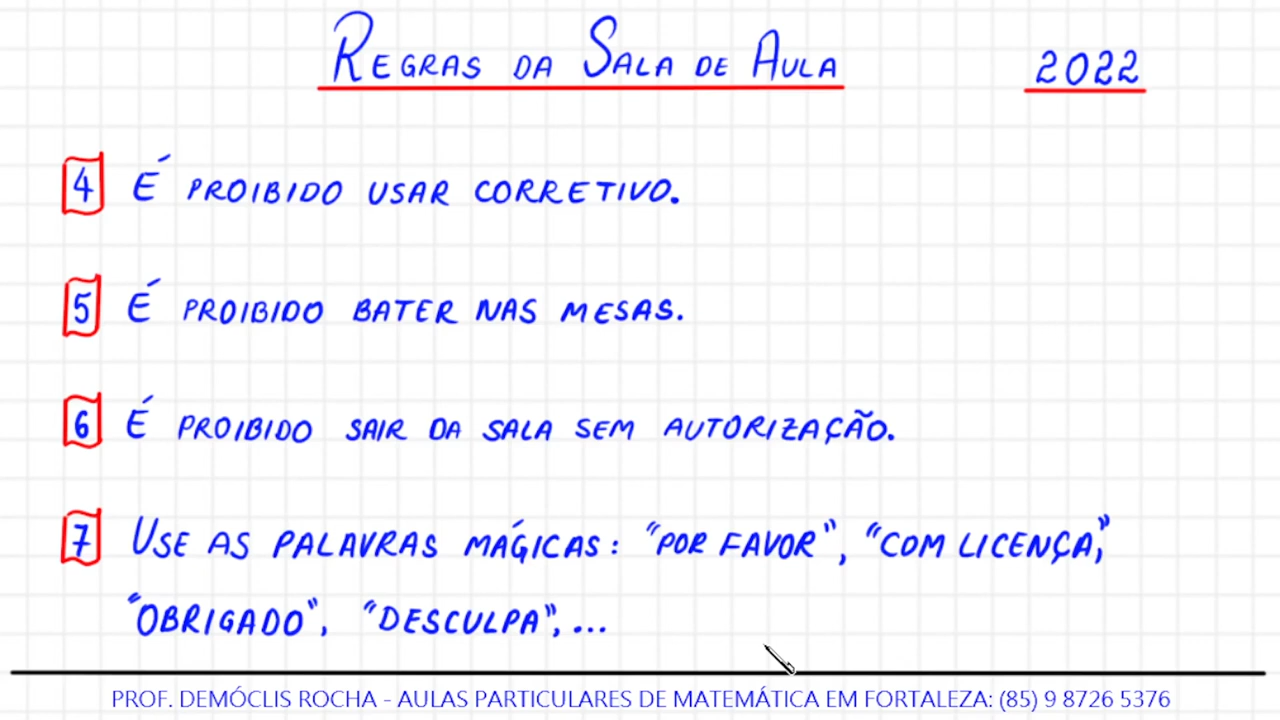 REGRAS DA SALA DE AULA 2022
4 É PROIBIDO USAR CORRETIVO.
5 É PROIBIDO BATER NAS MESAS.
6 É PROIBIDO SAIR DA SALA SEM AUTORIZAÇÃO.
7 USE AS PALAVRAS MÁGICAS: "POR FAVOR", "COM LICENÇA,"
"OBRIGADO", "DESCULPA", ...
PROF. DEMÓCLIS ROCHA - AULAS PARTICULARES DE MATEMÁTICA EM FORTALEZA: (85) 9 8726 5376